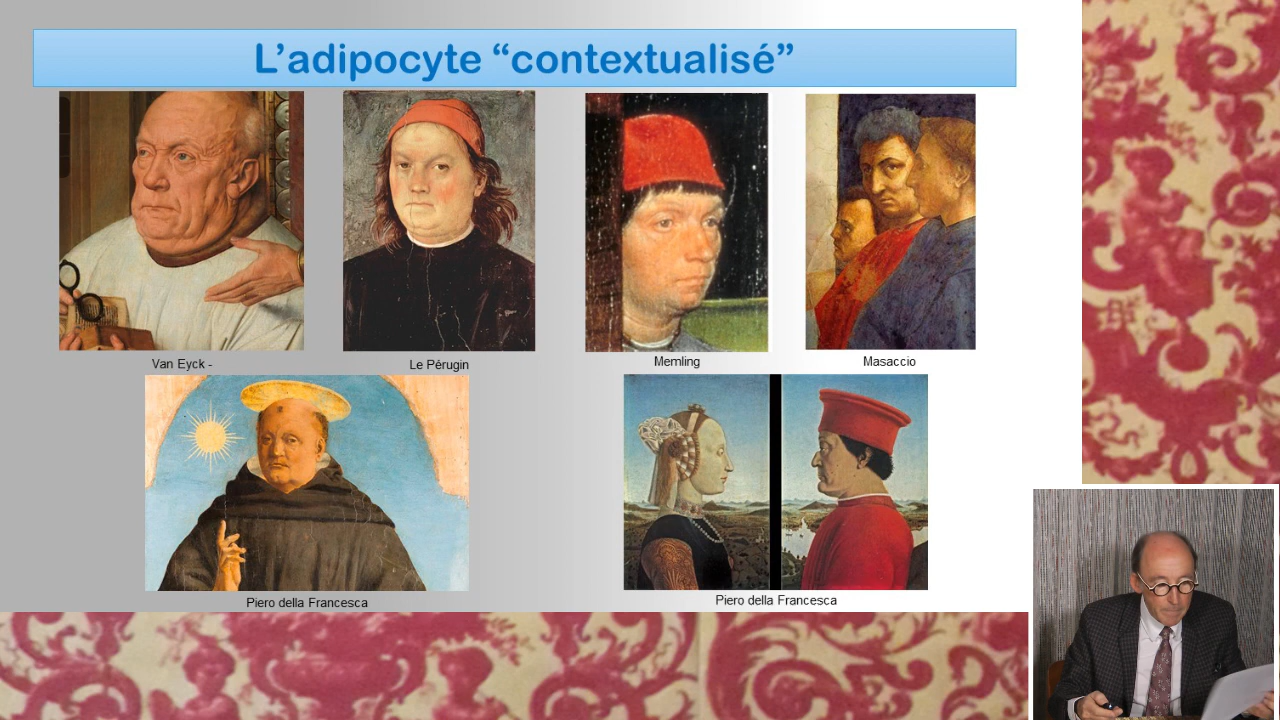 L’adipocyte “contextualisé”
Van Eyck -
Le Pérugin
Memling
Masaccio
Piero della Francesca
Piero della Francesca